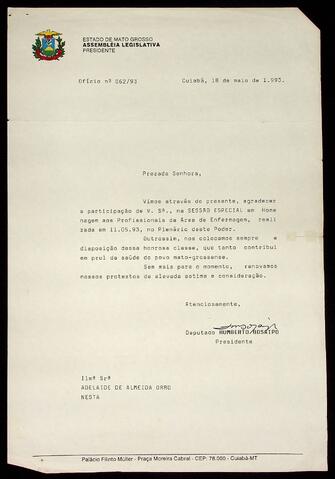 ESTADO DE MATO GROSSO
ASSEMBLÉIA LEGISLATIVA
PRESIDENTE
Ofício nº 062/93
Cuiabá, 18 de maio de 1.993.
Prezada Senhora,
Vimos através do presente, agradecer
a participação de V. Sª., na SESSÃO ESPECIAL em Home
nagem aos Profissionais da Área de Enfermagem, reali
zada em 11.05.93, no Plenário deste Poder.
Outrossim, nos colocamos sempre a
disposição dessa honrosa classe, que tanto contribui
em prol da saúde do povo mato-grossense.
Sem mais para o momento, renovamos
nossos protestos de elevada estima e consideração.
Atenciosamente,
Deputado HUMBERTO BOSAIPO
Presidente
Ilmª Srª
ADELAIDE DE ALMEIDA ORRO
NESTA
Palácio Filinto Müller - Praça Moreira Cabral - CEP: 78.000 - Cuiabá-MT